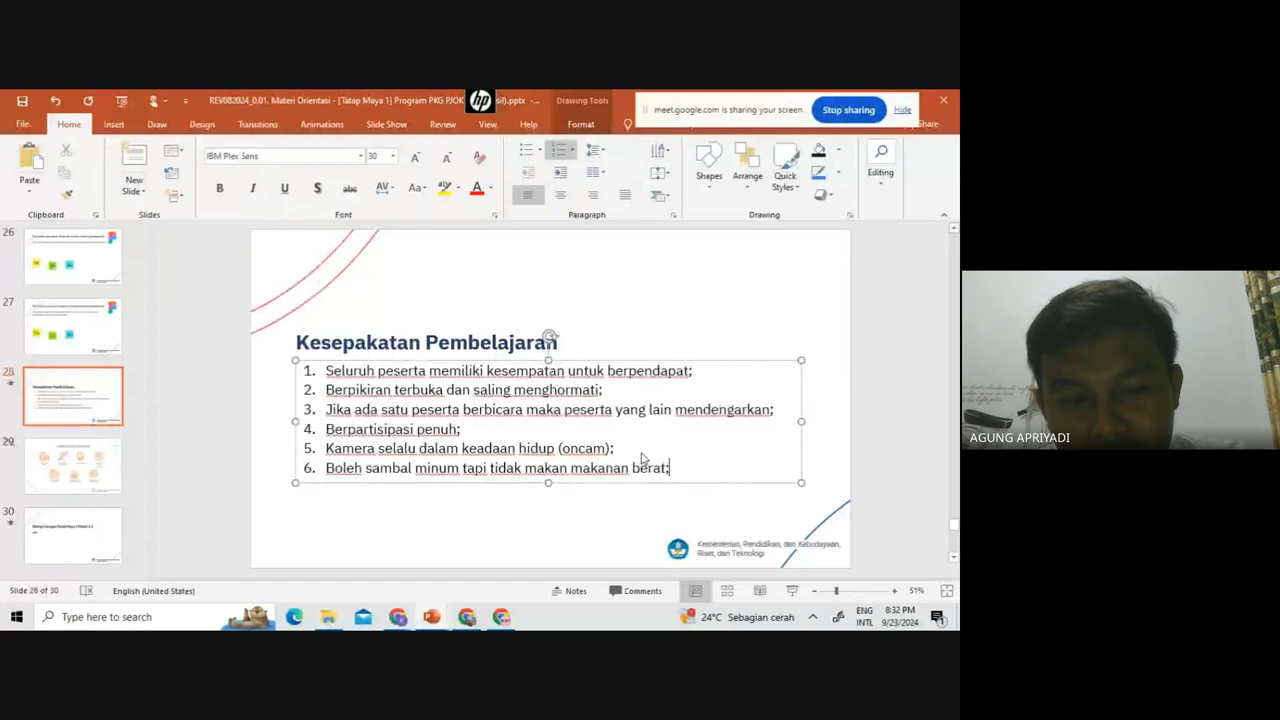 REV082024_0.01. Materi Orientasi - [Tatap Maya 1] Program PKG PJOK
sil).pptx -...
Drawing Tools
meet.google.com is sharing your screen.
Stop sharing
Hide
File
Home
Insert
Draw
Design
Transitions
Animations
Slide Show
Review
View
Help
Format
Share
Paste
New
Slide
IBM Plex Sans
30
Shapes
Arrange
Quick
Styles
Editing
Clipboard
Slides
Font
Paragraph
Drawing
26
27
28
29
30
Kesepakatan Pembelajaran
1. Seluruh peserta memiliki kesempatan untuk berpendapat;
2. Berpikiran terbuka dan saling menghormati;
3. Jika ada satu peserta berbicara maka peserta yang lain mendengarkan;
4. Berpartisipasi penuh;
5. Kamera selalu dalam keadaan hidup (oncam);
6. Boleh sambal minum tapi tidak makan makanan berat;
Kementerian, Pendidikan, dan Kebudayaan,
Riset, dan Teknologi
AGUNG APRIYADI
Slide 28 of 30
English (United States)
Notes
Comments
51%
Type here to search
24°C Sebagian cerah
ENG
INTL
8:32 PM
9/23/2024